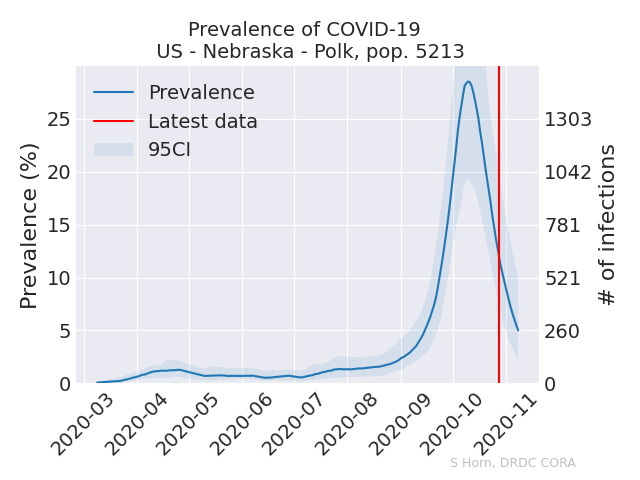 Prevalence of COVID-19
US - Nebraska - Polk, pop. 5213
Prevalence
Latest data
95CI
Prevalence (%)
25
20
15
10
5
0
1303
1042
781
521
260
0
# of infections
2020-03
2020-04
2020-05
2020-06
2020-07
2020-08
2020-09
2020-10
2020-11
S Horn, DRDC CORA